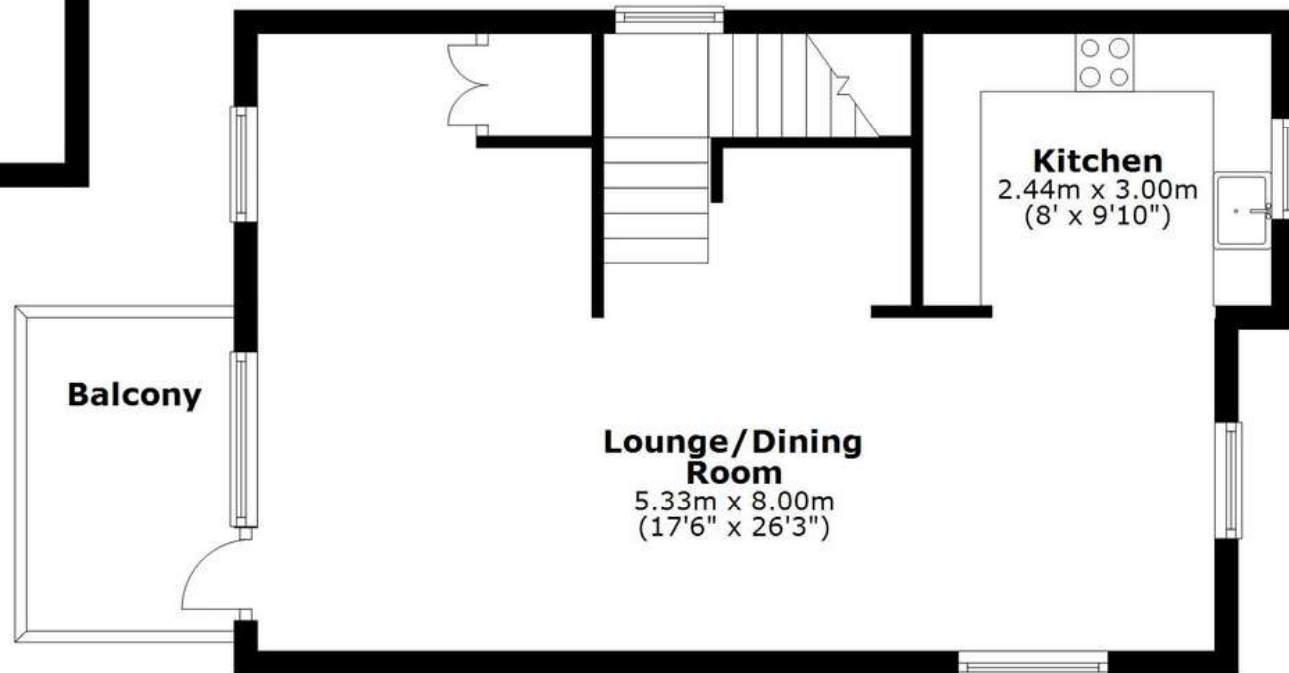 Kitchen
2.44m x 3.00m
(8' x 9'10")
Balcony
Lounge/Dining
Room
5.33m x 8.00m
(17'6" x 26'3")